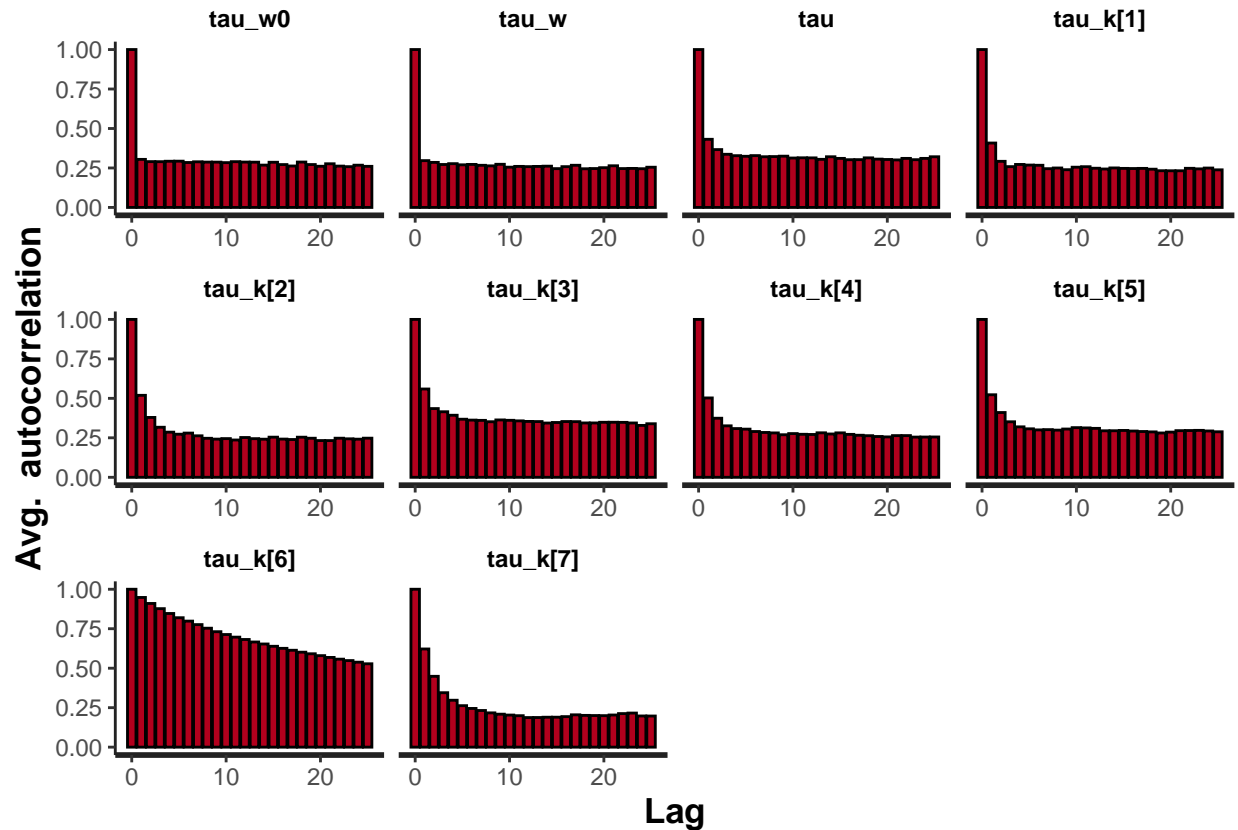 tau_w0 tau_w tau tau_k[1]
1.00
0.75
0.50
0.25
0.00
0 10 20 0 10 20 0 10 20 0 10 20
tau_k[2] tau_k[3] tau_k[4] tau_k[5]
1.00
0.75
0.50
0.25
0.00
0 10 20 0 10 20 0 10 20 0 10 20
tau_k[6] tau_k[7]
1.00
0.75
0.50
0.25
0.00
0 10 20 0 10 20
Avg. autocorrelation
Lag